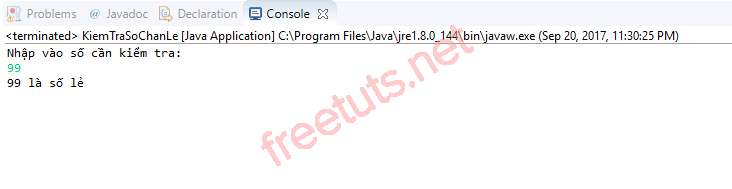 Problems @ Javadoc Declaration Console
<terminated> KiemTraSoChanLe [Java Application] C:\Program Files\Java\jre1.8.0_144\bin\javaw.exe (Sep 20, 2017, 11:30:25 PM)
Nhập vào số cần kiểm tra:
99
99 là số lẻ
freetuts.net